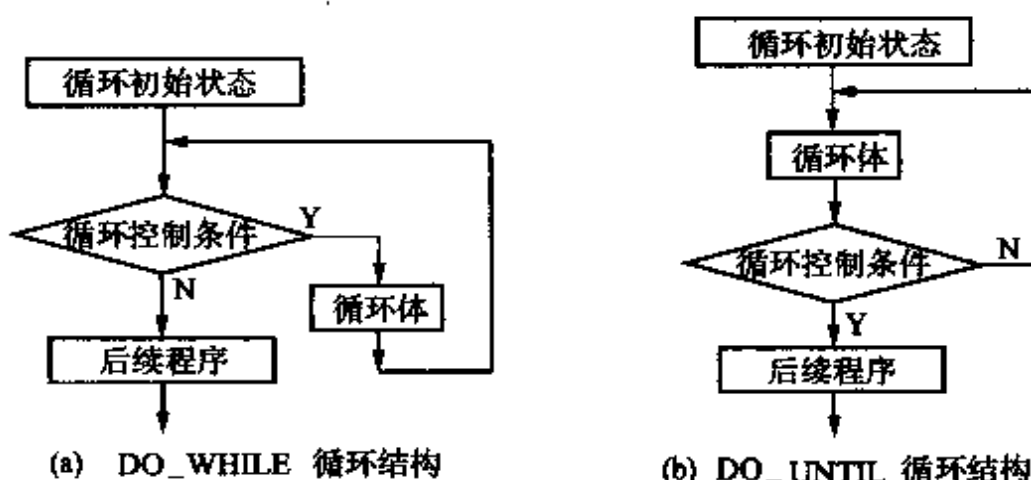 循环初始状态
循环控制条件
Y
N
循环体
后续程序
(a) DO_WHILE 循环结构
循环初始状态
循环体
循环控制条件
N
Y
后续程序
(b) DO_UNTIL 循环结构